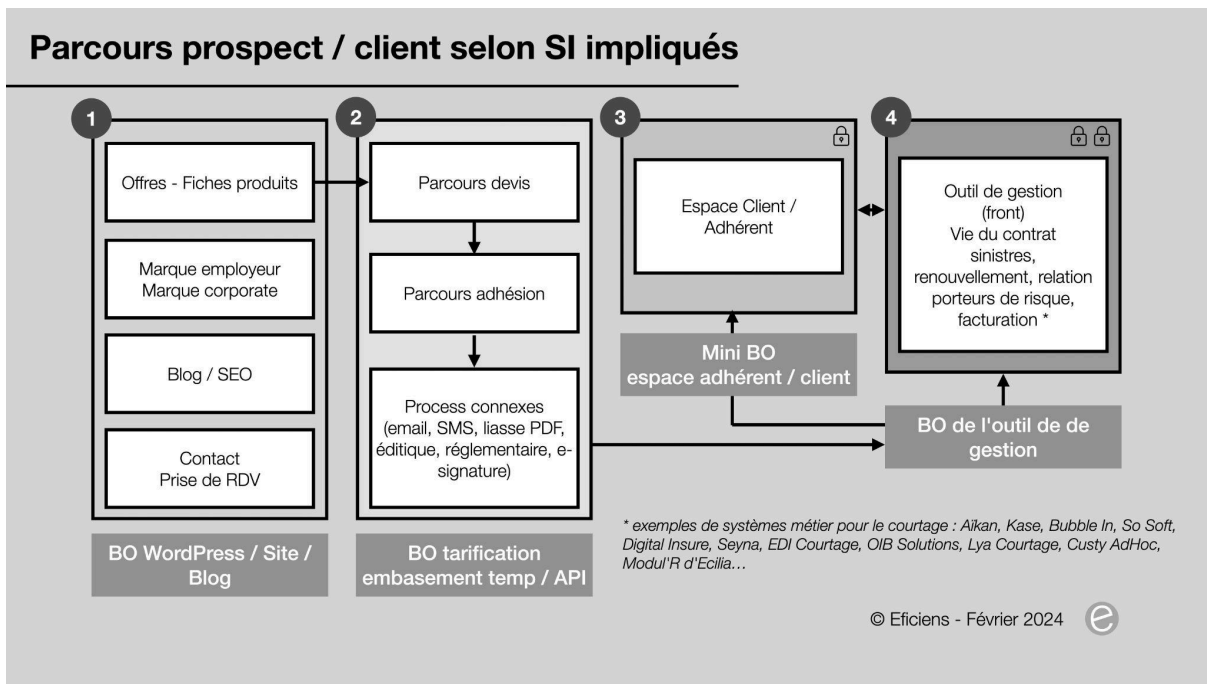 Parcours prospect / client selon SI impliqués
1
Offres - Fiches produits
Marque employeur
Marque corporate
Blog / SEO
Contact
Prise de RDV
BO WordPress / Site /
Blog
2
Parcours devis
Parcours adhésion
Process connexes
(email, SMS, liasse PDF,
éditique, réglementaire, e-
signature)
BO tarification
embasement temp / API
3
Espace Client /
Adhérent
Mini BO
espace adhérent / client
4
Outil de gestion
(front)
Vie du contrat
sinistres,
renouvellement, relation
porteurs de risque,
facturation *
BO de l'outil de de
gestion
* exemples de systèmes métier pour le courtage : Aïkan, Kase, Bubble In, So Soft,
Digital Insure, Seyna, EDI Courtage, OIB Solutions, Lya Courtage, Custy AdHoc,
Modul'R d'Ecilia…
© Eficiens - Février 2024
e